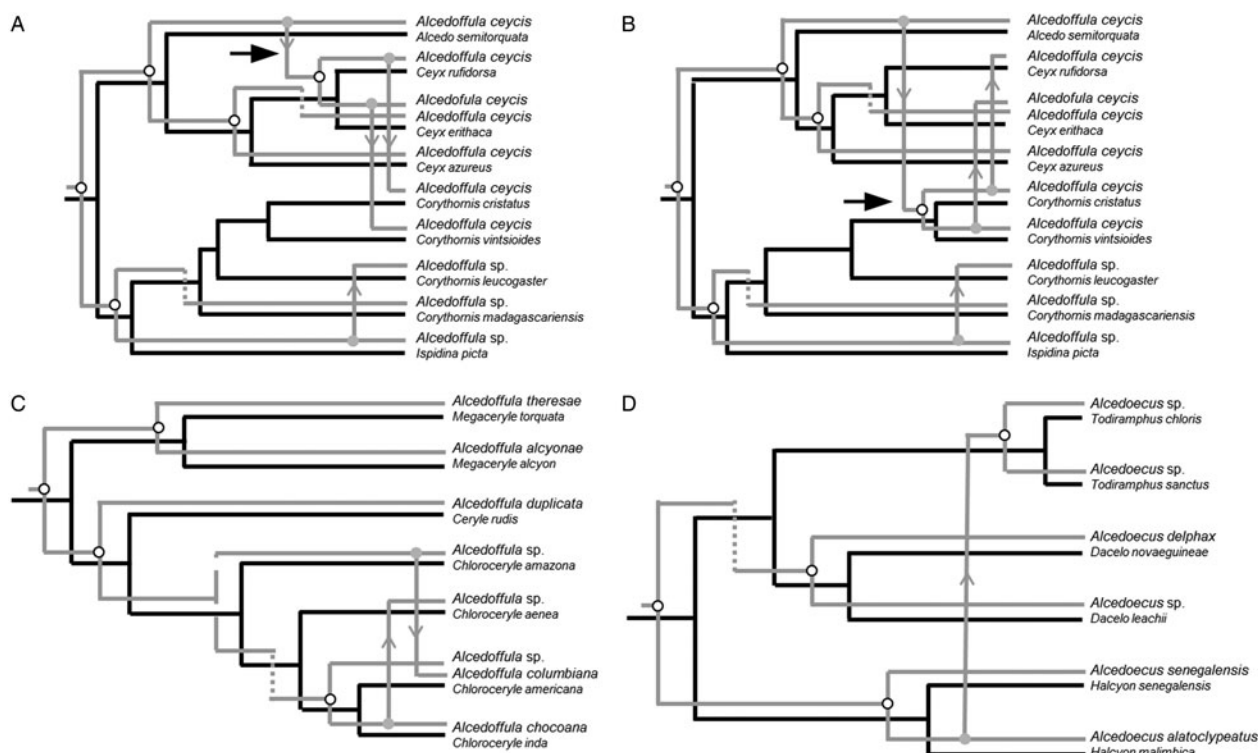 A
Alcedoffula ceycis
Alcedo semitorquata
Alcedoffula ceycis
Ceyx rufidorsa
Alcedofula ceycis
Alcedoffula ceycis
Ceyx erithaca
Alcedoffula ceycis
Ceyx azureus
Alcedoffula ceycis
Corythornis cristatus
Alcedoffula ceycis
Corythornis vintsioides
Alcedoffula sp.
Corythornis leucogaster
Alcedoffula sp.
Corythornis madagascariensis
Alcedoffula sp.
Ispidina picta
B
Alcedoffula ceycis
Alcedo semitorquata
Alcedoffula ceycis
Ceyx rufidorsa
Alcedofula ceycis
Alcedoffula ceycis
Ceyx erithaca
Alcedoffula ceycis
Ceyx azureus
Alcedoffula ceycis
Corythornis cristatus
Alcedoffula ceycis
Corythornis vintsioides
Alcedoffula sp.
Corythornis leucogaster
Alcedoffula sp.
Corythornis madagascariensis
Alcedoffula sp.
Ispidina picta
C
Alcedoffula theresae
Megaceryle torquata
Alcedoffula alcyonae
Megaceryle alcyon
Alcedoffula duplicata
Ceryle rudis
Alcedoffula sp.
Chloroceryle amazona
Alcedoffula sp.
Chloroceryle aenea
Alcedoffula sp.
Alcedoffula columbiana
Chloroceryle americana
Alcedoffula chocoana
Chloroceryle inda
D
Alcedoecus sp.
Todiramphus chloris
Alcedoecus sp.
Todiramphus sanctus
Alcedoecus delphax
Dacelo novaeguineae
Alcedoecus sp.
Dacelo leachii
Alcedoecus senegalensis
Halcyon senegalensis
Alcedoecus alatoclypeatus
Halcyon malimbica